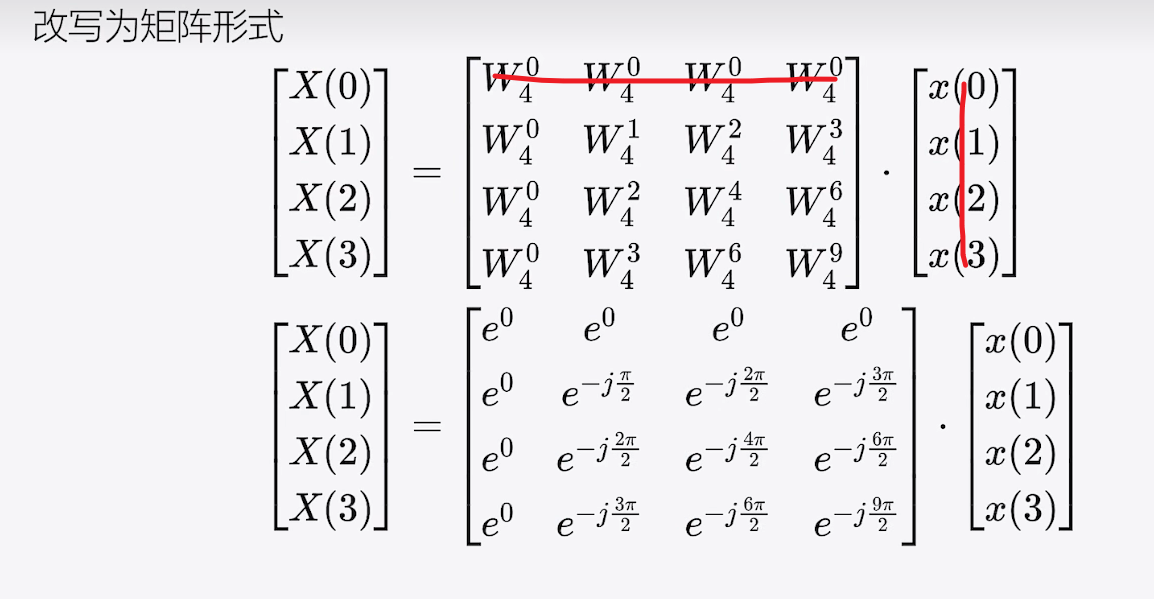 改写为矩阵形式
$$\begin{bmatrix} X(0) \\ X(1) \\ X(2) \\ X(3) \end{bmatrix} = \begin{bmatrix} W_4^0 & W_4^0 & W_4^0 & W_4^0 \\ W_4^0 & W_4^1 & W_4^2 & W_4^3 \\ W_4^0 & W_4^2 & W_4^4 & W_4^6 \\ W_4^0 & W_4^3 & W_4^6 & W_4^9 \end{bmatrix} \cdot \begin{bmatrix} x(0) \\ x(1) \\ x(2) \\ x(3) \end{bmatrix}$$
$$\begin{bmatrix} X(0) \\ X(1) \\ X(2) \\ X(3) \end{bmatrix} = \begin{bmatrix} e^0 & e^0 & e^0 & e^0 \\ e^0 & e^{-j\frac{\pi}{2}} & e^{-j\frac{2\pi}{2}} & e^{-j\frac{3\pi}{2}} \\ e^0 & e^{-j\frac{2\pi}{2}} & e^{-j\frac{4\pi}{2}} & e^{-j\frac{6\pi}{2}} \\ e^0 & e^{-j\frac{3\pi}{2}} & e^{-j\frac{6\pi}{2}} & e^{-j\frac{9\pi}{2}} \end{bmatrix} \cdot \begin{bmatrix} x(0) \\ x(1) \\ x(2) \\ x(3) \end{bmatrix}$$